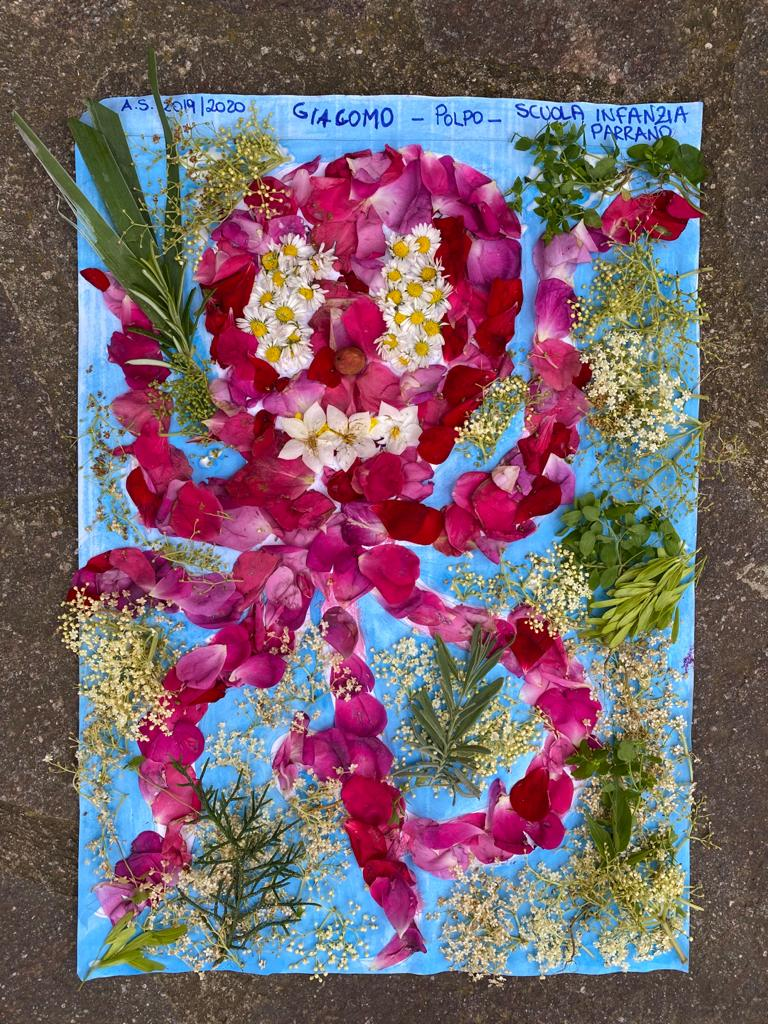 A.S. 2019/2020 GIACOMO - POLPO - SCUOLA INFANZIA
PARRANO